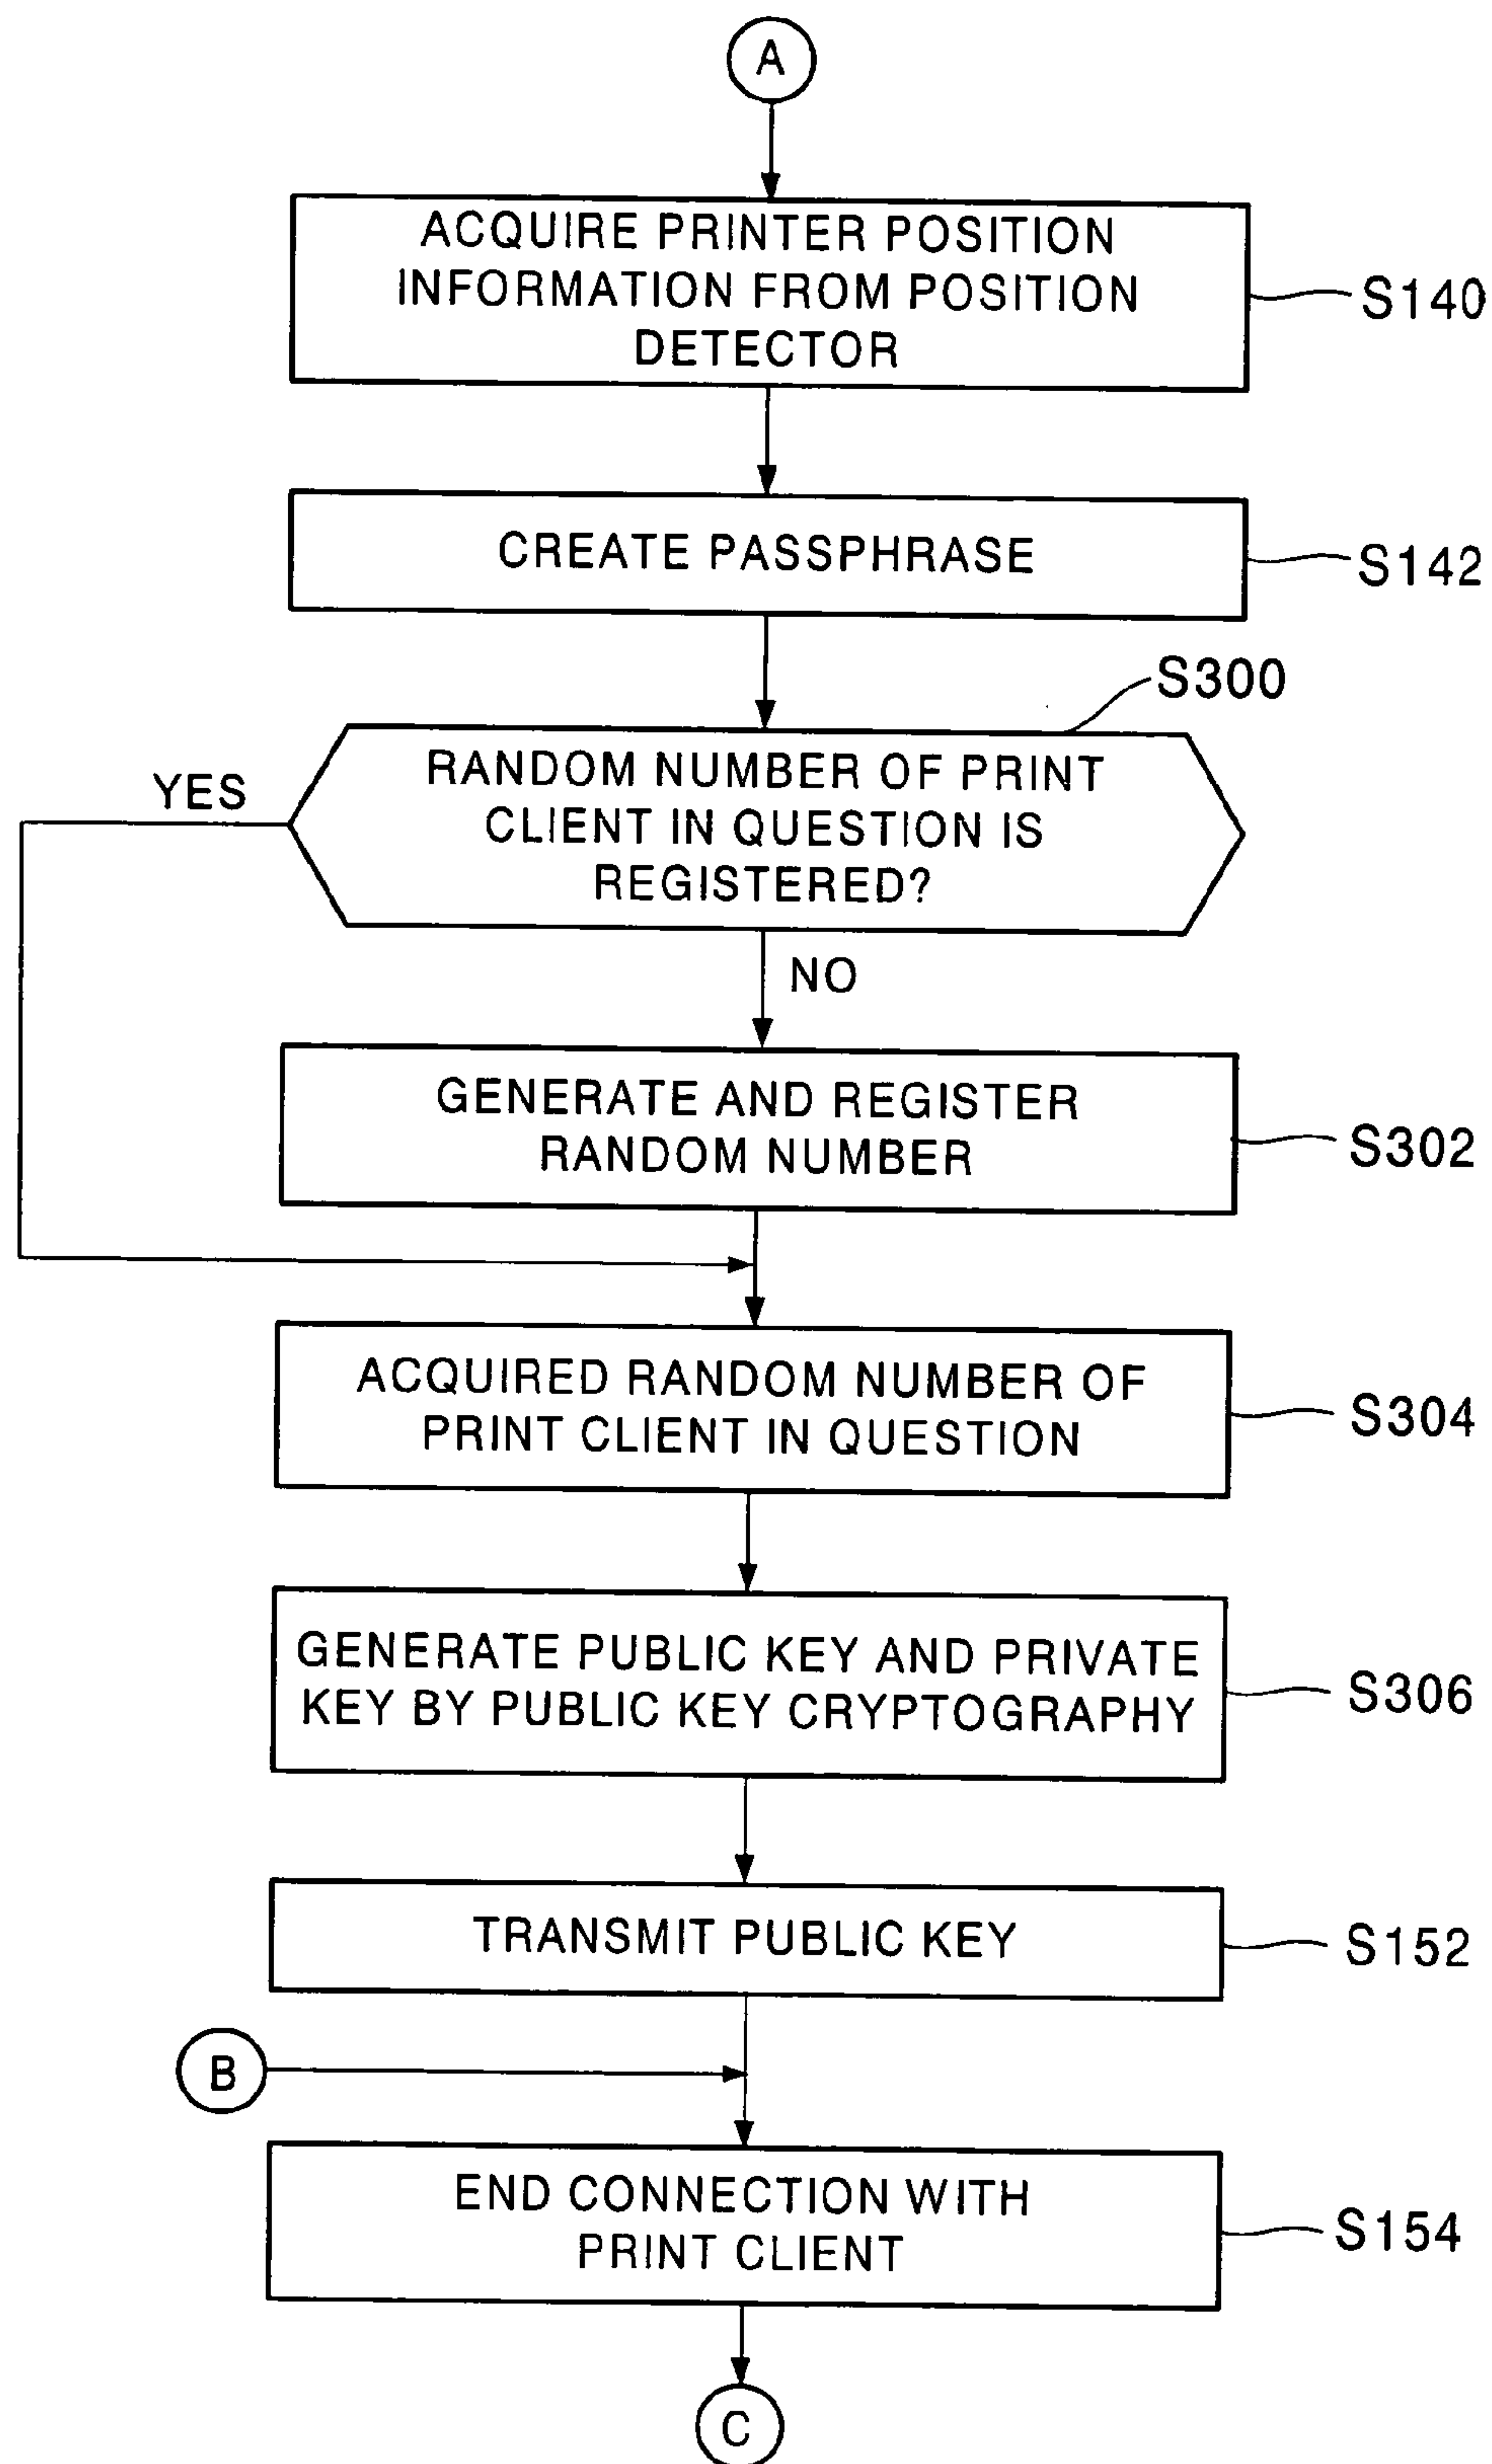 A
ACQUIRE PRINTER POSITION
INFORMATION FROM POSITION
DETECTOR
S140
CREATE PASSPHRASE
S142
S300
RANDOM NUMBER OF PRINT
CLIENT IN QUESTION IS
REGISTERED?
YES
NO
GENERATE AND REGISTER
RANDOM NUMBER
S302
ACQUIRED RANDOM NUMBER OF
PRINT CLIENT IN QUESTION
S304
GENERATE PUBLIC KEY AND PRIVATE
KEY BY PUBLIC KEY CRYPTOGRAPHY
S306
TRANSMIT PUBLIC KEY
S152
B
END CONNECTION WITH
PRINT CLIENT
S154
C